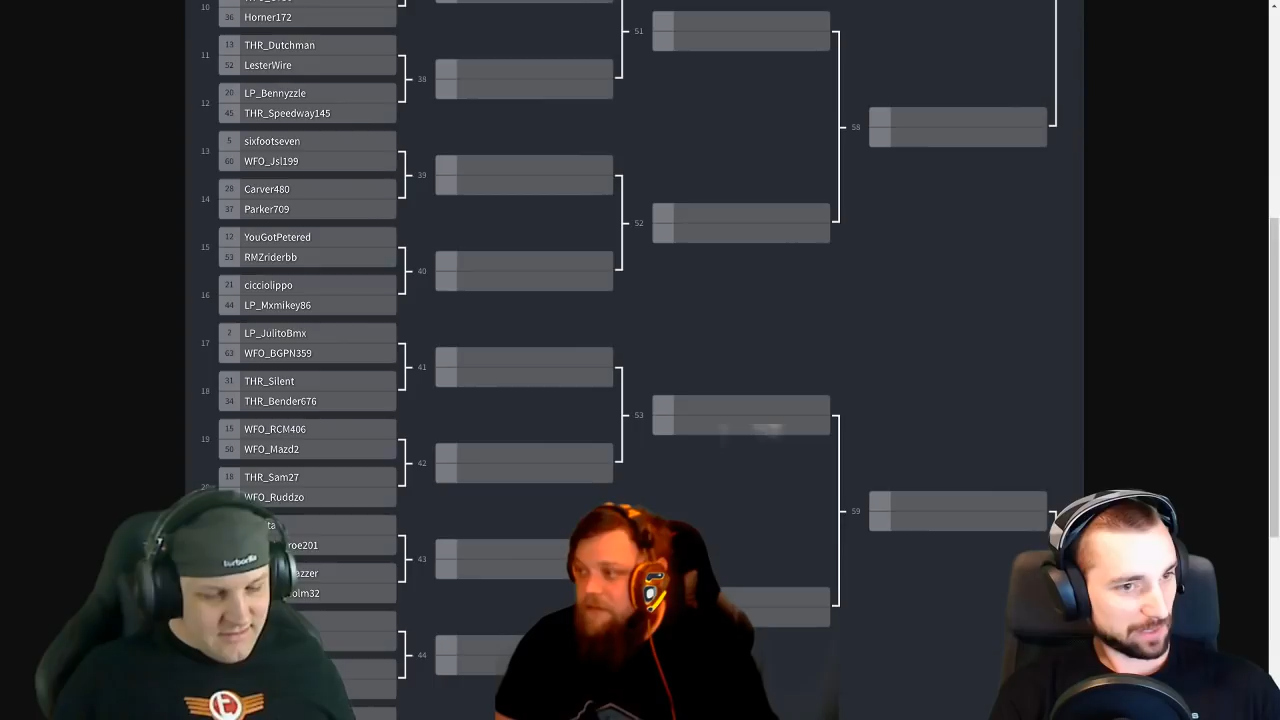 10
36 Horner172
11
13 THR_Dutchman
52 LesterWire
12
20 LP_Bennyzzle
45 THR_Speedway145
13
5 sixfootseven
60 WFO_Jsl199
14
28 Carver480
37 Parker709
15
12 YouGotPetered
53 RMZriderbb
16
21 cicciolippo
44 LP_Mxmikey86
17
2 LP_JulitoBmx
63 WFO_BGPN359
18
31 THR_Silent
34 THR_Bender676
19
15 WFO_RCM406
50 WFO_Mazd2
18 THR_Sam27
WFO_Ruddzo
38
39
40
41
42
43
44
51
52
53
58
59